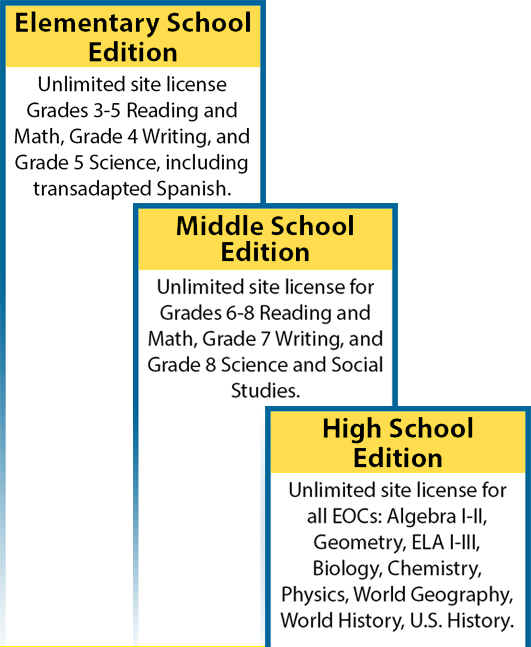 Elementary School
Edition
Unlimited site license
Grades 3-5 Reading and
Math, Grade 4 Writing, and
Grade 5 Science, including
transadapted Spanish.
Middle School
Edition
Unlimited site license for
Grades 6-8 Reading and
Math, Grade 7 Writing, and
Grade 8 Science and Social
Studies.
High School
Edition
Unlimited site license for
all EOCs: Algebra I-II,
Geometry, ELA I-III,
Biology, Chemistry,
Physics, World Geography,
World History, U.S. History.